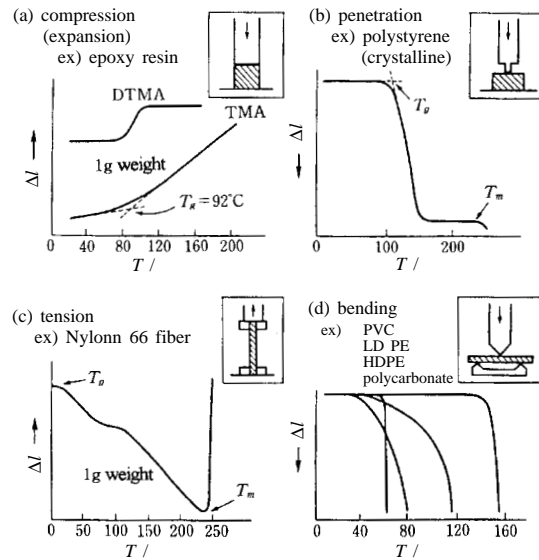 (a) compression
(expansion)
ex) epoxy resin
DTMA
TMA
1g weight
Tg = 92°C
Δl →
0 40 80 120 160 200
T /
(b) penetration
ex) polystyrene
(crystalline)
Tg
Tm
Δl →
0 100 200
T /
(c) tension
ex) Nylonn 66 fiber
Tg
1g weight
Tm
Δl →
0 50 100 150 200 250
T /
(d) bending
ex) PVC
LD PE
HDPE
polycarbonate
Δl →
0 40 80 120 160
T /